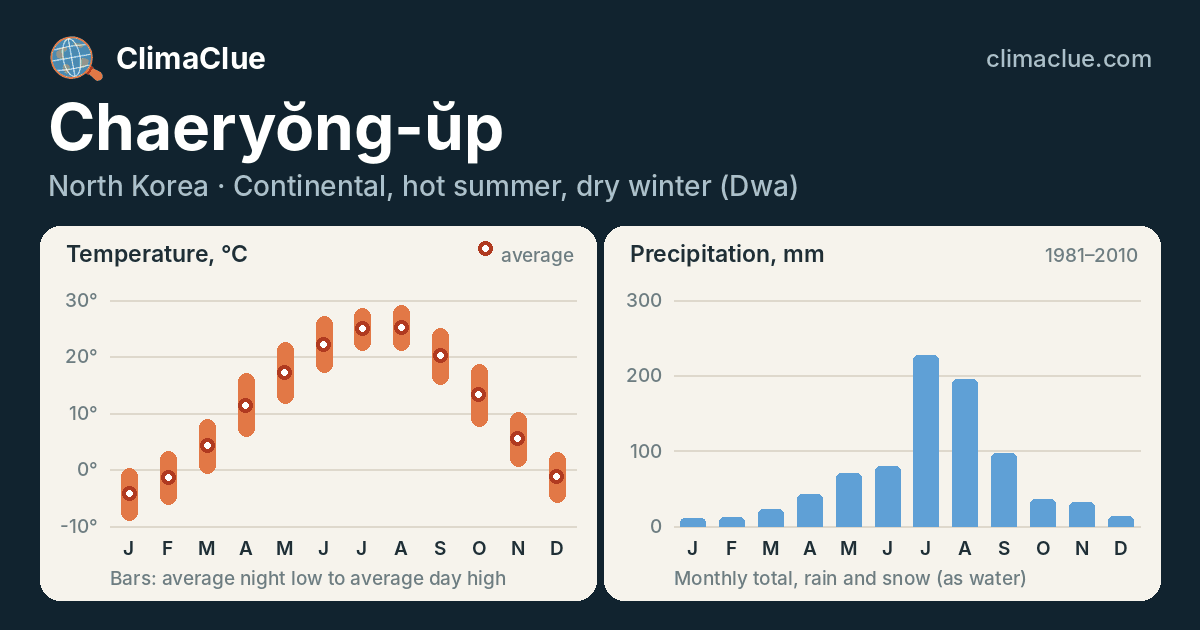 ClimaClue
climaclue.com
Chaeryŏng-ŭp
North Korea · Continental, hot summer, dry winter (Dwa)
Temperature, °C
average
30°
20°
10°
0°
-10°
J F M A M J J A S O N D
Bars: average night low to average day high
Precipitation, mm
1981–2010
300
200
100
0
J F M A M J J A S O N D
Monthly total, rain and snow (as water)